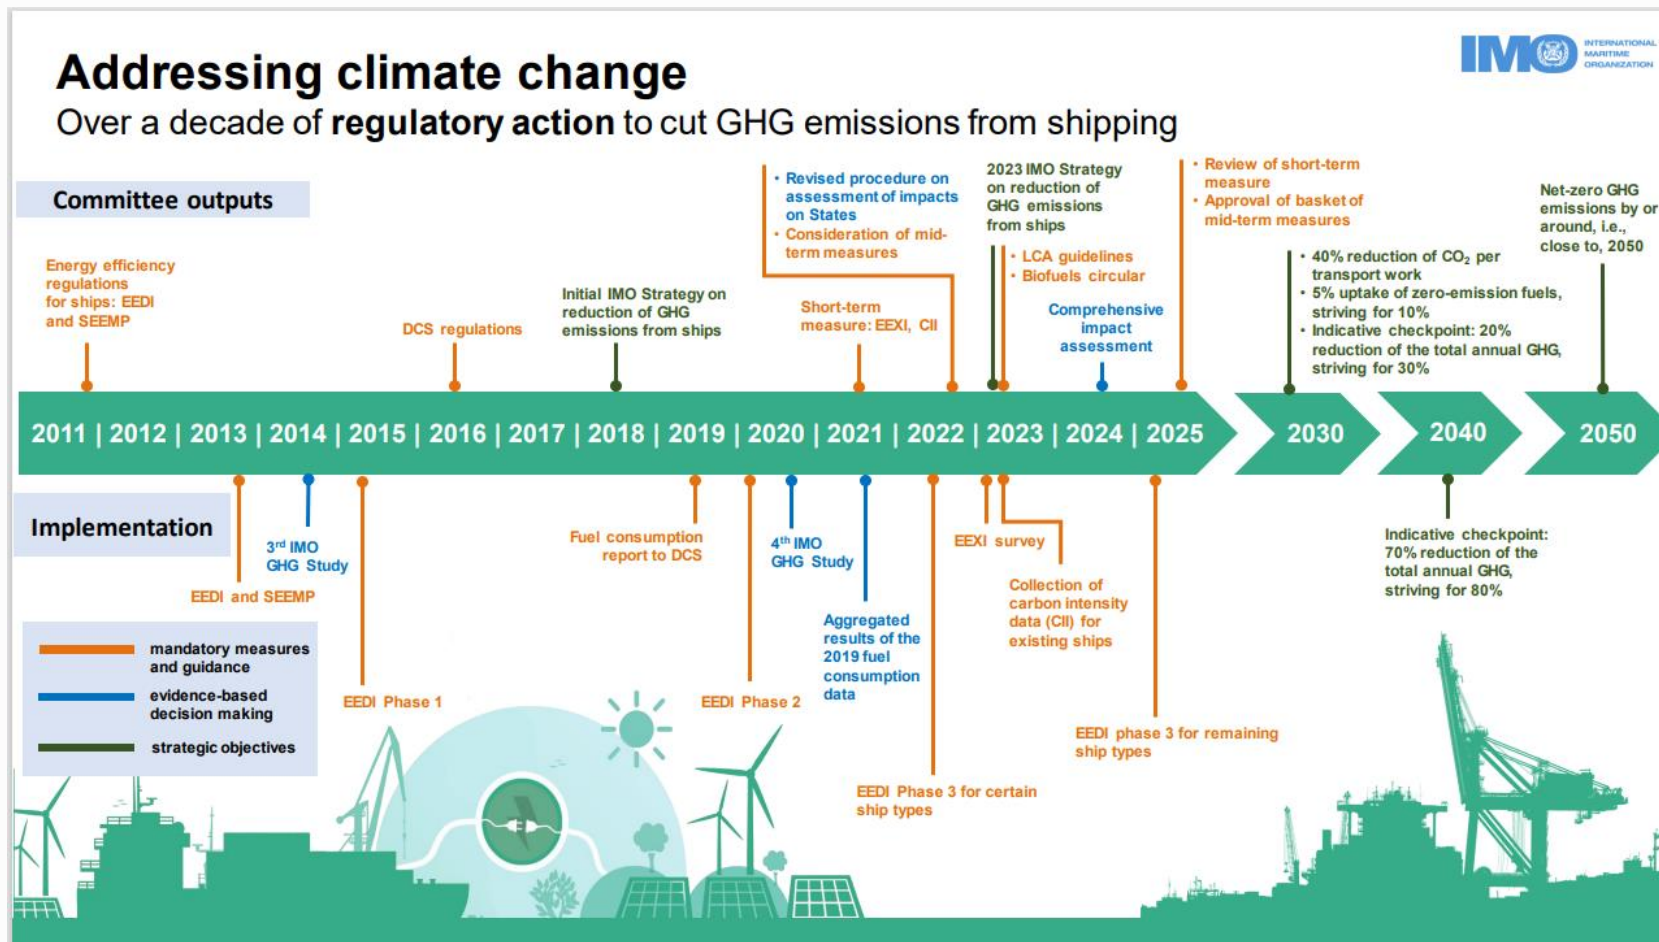 Addressing climate change
Over a decade of regulatory action to cut GHG emissions from shipping
IMO
INTERNATIONAL
MARITIME
ORGANIZATION
Committee outputs
Energy efficiency
regulations
for ships: EEDI
and SEEMP
DCS regulations
Initial IMO Strategy on
reduction of GHG
emissions from ships
• Revised procedure on
assessment of impacts
on States
• Consideration of mid-
term measures
Short-term
measure: EEXI, CII
2023 IMO Strategy
on reduction of
GHG emissions
from ships
• LCA guidelines
• Biofuels circular
Comprehensive
impact
assessment
• Review of short-term
measure
• Approval of basket of
mid-term measures
• 40% reduction of CO₂ per
transport work
• 5% uptake of zero-emission fuels,
striving for 10%
• Indicative checkpoint: 20%
reduction of the total annual GHG,
striving for 30%
Net-zero GHG
emissions by or
around, i.e.,
close to, 2050
2011 | 2012 | 2013 | 2014 | 2015 | 2016 | 2017 | 2018 | 2019 | 2020 | 2021 | 2022 | 2023 | 2024 | 2025 2030 2040 2050
Implementation
EEDI and SEEMP
3rd IMO
GHG Study
EEDI Phase 1
Fuel consumption
report to DCS
EEDI Phase 2
4th IMO
GHG Study
Aggregated
results of the
2019 fuel
consumption
data
EEDI Phase 3 for certain
ship types
EEXI survey
Collection of
carbon intensity
data (CII) for
existing ships
EEDI phase 3 for remaining
ship types
Indicative checkpoint:
70% reduction of the
total annual GHG,
striving for 80%
mandatory measures
and guidance
evidence-based
decision making
strategic objectives